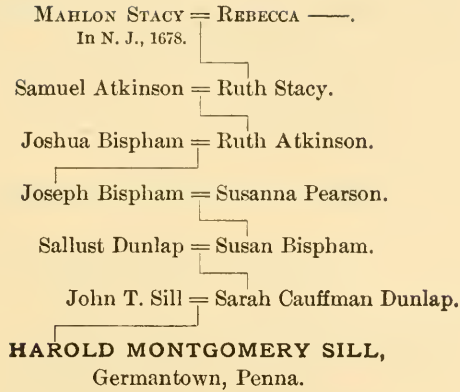 MAHLON STACY = REBECCA ——.
IN N. J., 1678.
Samuel Atkinson = Ruth Stacy.
Joshua Bispham = Ruth Atkinson.
Joseph Bispham = Susanna Pearson.
Sallust Dunlap = Susan Bispham.
John T. Sill = Sarah Cauffman Dunlap.
HAROLD MONTGOMERY SILL,
Germantown, Penna.